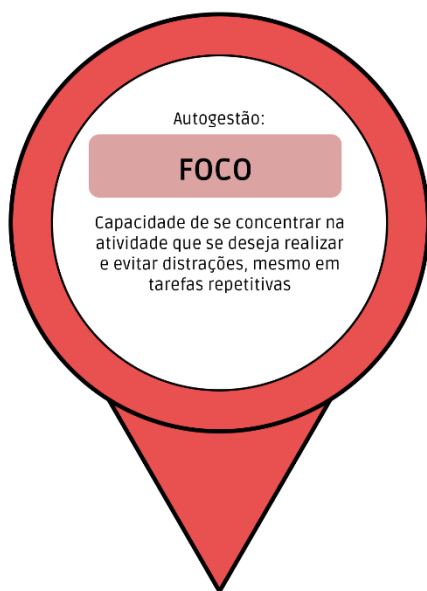 Autogestão:
FOCO
Capacidade de se concentrar na
atividade que se deseja realizar
e evitar distrações, mesmo em
tarefas repetitivas